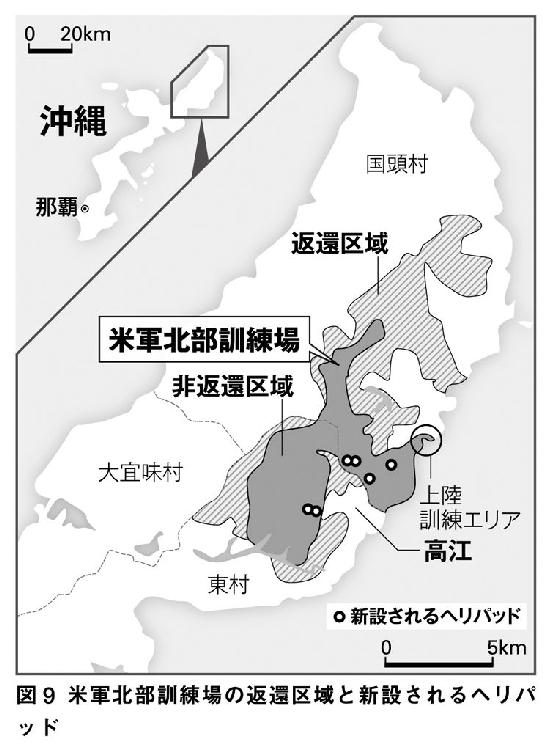 0 20km
沖縄
那覇
国頭村
返還区域
米軍北部訓練場
非返還区域
大宜味村
上陸
訓練エリア
高江
東村
新設されるヘリパッド
0 5km
図9 米軍北部訓練場の返還区域と新設されるヘリパ
ッド